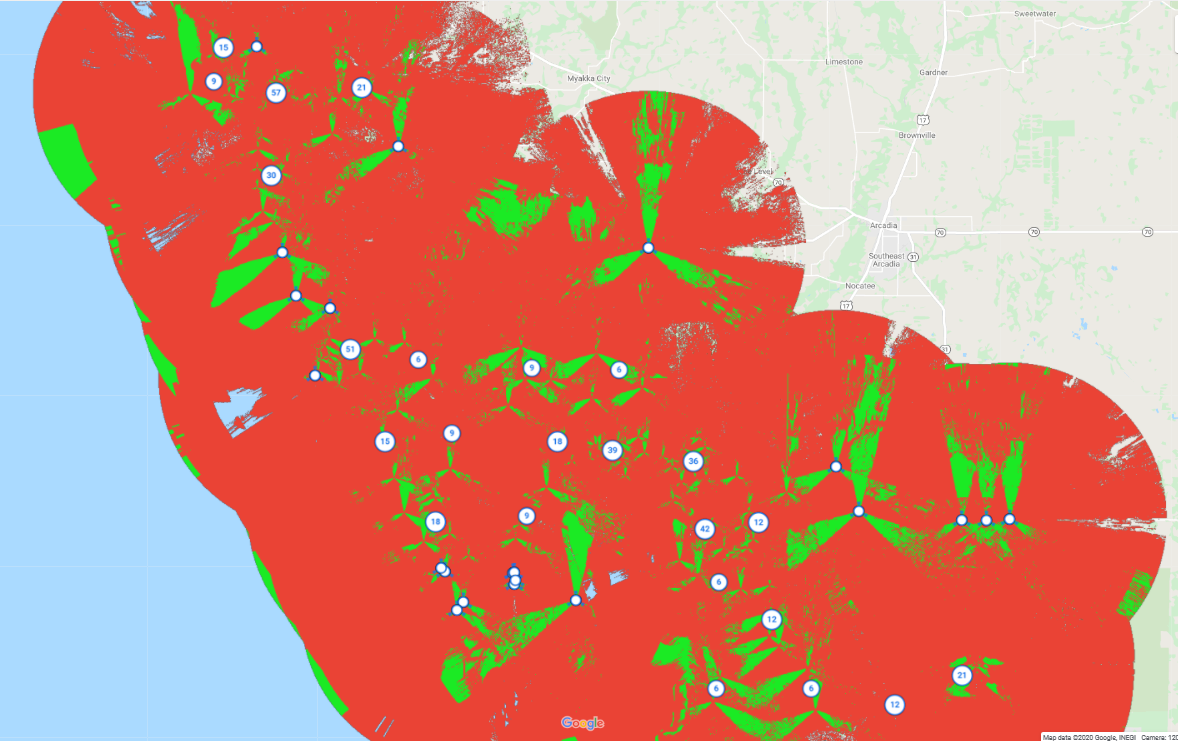 Sweetwater
15
Limestone
Gardner
Myakka City
9
57
21
17
Brownville
30
Level
70
Arcadia
70
70
70
Southeast
Arcadia
31
Nocatee
17
51
6
9
6
31
15
9
18
39
36
18
9
42
12
6
12
21
6
6
12
Google
Map data ©2020 Google, INEGI